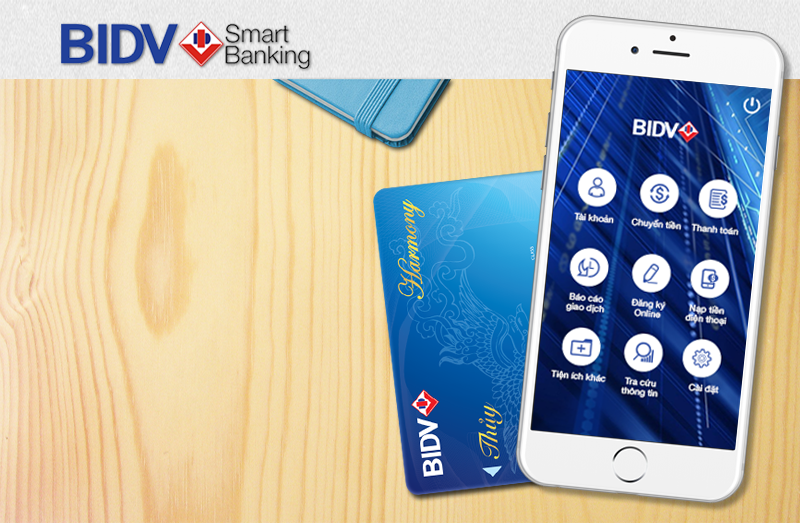 BIDV Smart
Banking
BIDV
Tài khoản
Chuyển tiền
Thanh toán
Báo cáo
giao dịch
Đăng ký
Online
Nạp tiền
điện thoại
Tiện ích khác
Tra cứu
thông tin
Cài đặt
Harmony
BIDV
Thủy